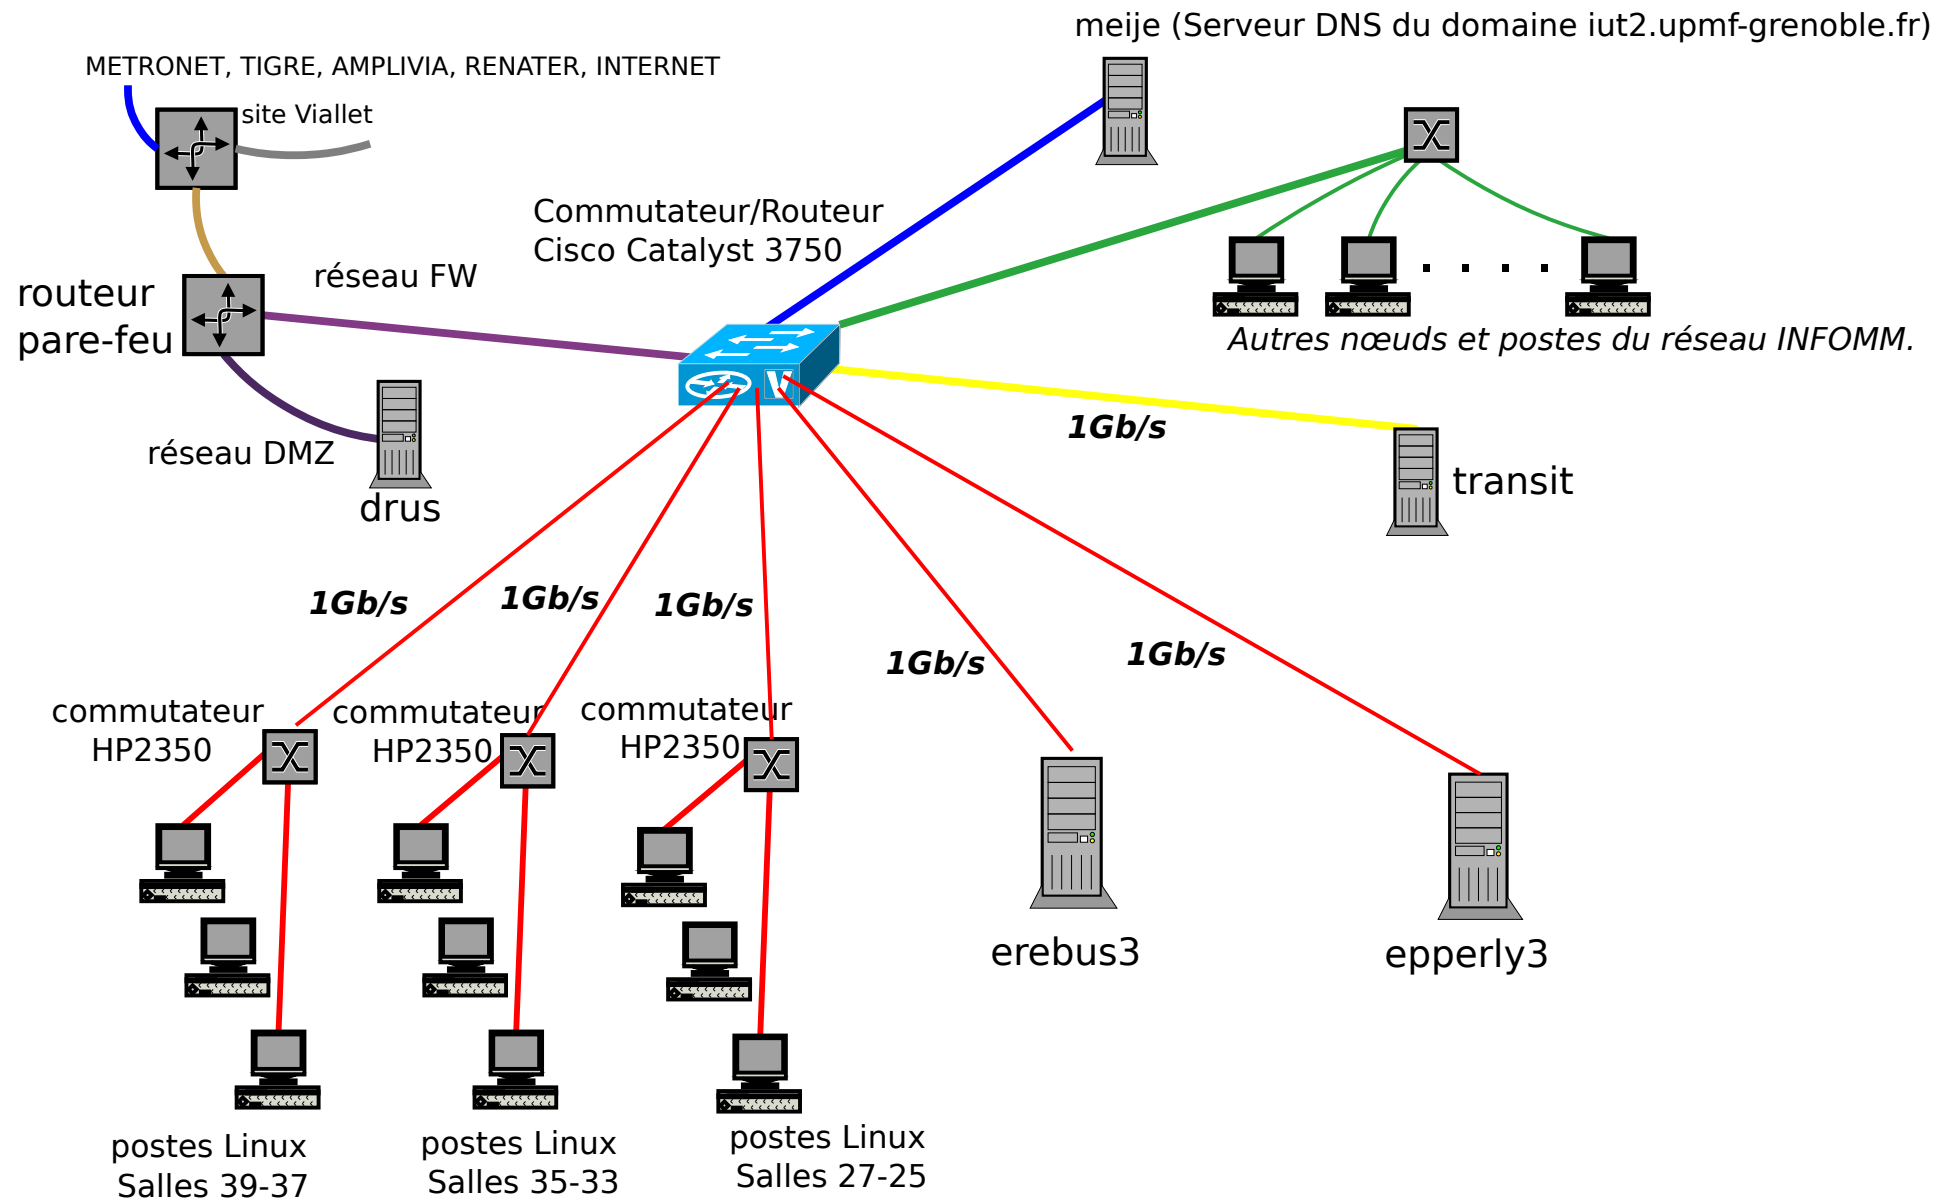 meije (Serveur DNS du domaine iut2.upmf-grenoble.fr)
METRONET, TIGRE, AMPLIVIA, RENATER, INTERNET
site Viallet
Commutateur/Routeur
Cisco Catalyst 3750
réseau FW
routeur
pare-feu
Autres nœuds et postes du réseau INFOMM.
1Gb/s
réseau DMZ
drus
transit
1Gb/s
1Gb/s
1Gb/s
1Gb/s
1Gb/s
commutateur
HP2350
commutateur
HP2350
commutateur
HP2350
erebus3
epperly3
postes Linux
Salles 39-37
postes Linux
Salles 35-33
postes Linux
Salles 27-25